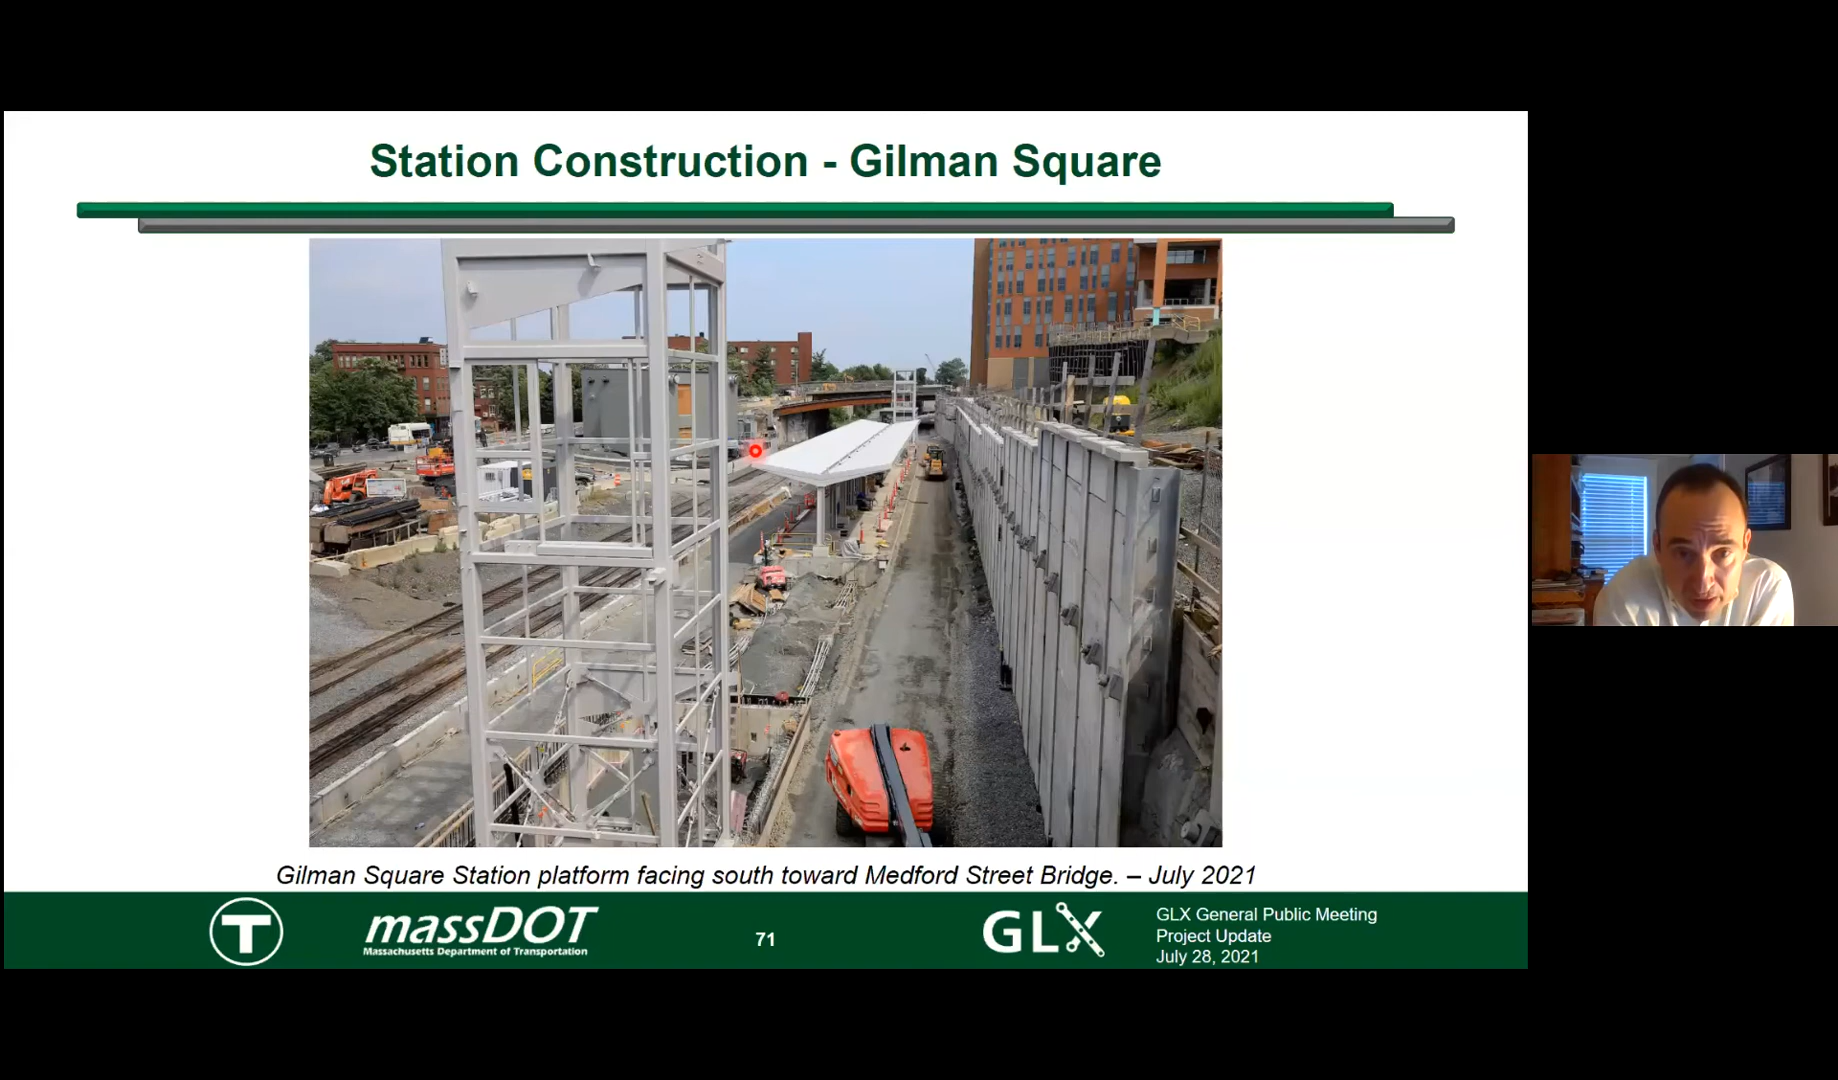 Station Construction - Gilman Square
Gilman Square Station platform facing south toward Medford Street Bridge. – July 2021
T
massDOT
Massachusetts Department of Transportation
71
GLX
GLX General Public Meeting
Project Update
July 28, 2021